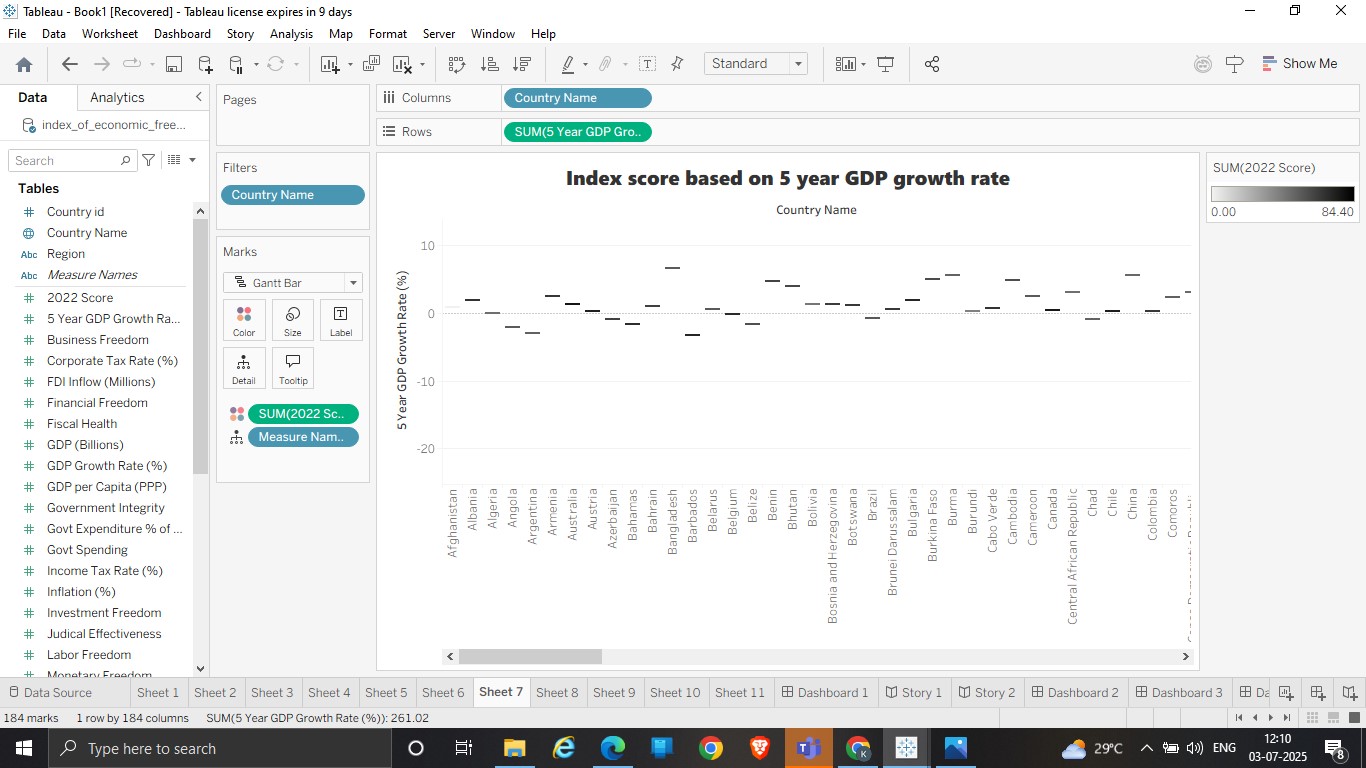 Tableau - Book1 [Recovered] - Tableau license expires in 9 days
File Data Worksheet Dashboard Story Analysis Map Format Server Window Help
Standard
Show Me
Data Analytics
index_of_economic_free...
Search
Tables
Country id
Country Name
Abc Region
Abc Measure Names
2022 Score
5 Year GDP Growth Ra...
Business Freedom
Corporate Tax Rate (%)
FDI Inflow (Millions)
Financial Freedom
Fiscal Health
GDP (Billions)
GDP Growth Rate (%)
GDP per Capita (PPP)
Government Integrity
Govt Expenditure % of ...
Govt Spending
Income Tax Rate (%)
Inflation (%)
Investment Freedom
Judical Effectiveness
Labor Freedom
Monetary Freedom
Pages
Filters
Country Name
Marks
Gantt Bar
Color Size Label
Detail Tooltip
SUM(2022 Sc..
Measure Nam..
Columns Country Name
Rows SUM(5 Year GDP Gro..
Index score based on 5 year GDP growth rate
Country Name
5 Year GDP Growth Rate (%)
10
0
-10
-20
Afghanistan
Albania
Algeria
Angola
Argentina
Armenia
Australia
Austria
Azerbaijan
Bahamas
Bahrain
Bangladesh
Barbados
Belarus
Belgium
Belize
Benin
Bhutan
Bolivia
Bosnia and Herzegovina
Botswana
Brazil
Brunei Darussalam
Bulgaria
Burkina Faso
Burma
Burundi
Cabo Verde
Cambodia
Cameroon
Canada
Central African Republic
Chad
Chile
China
Colombia
Comoros
SUM(2022 Score)
0.00 84.40
Data Source Sheet 1 Sheet 2 Sheet 3 Sheet 4 Sheet 5 Sheet 6 Sheet 7 Sheet 8 Sheet 9 Sheet 10 Sheet 11 Dashboard 1 Story 1 Story 2 Dashboard 2 Dashboard 3 Da
184 marks 1 row by 184 columns SUM(5 Year GDP Growth Rate (%)): 261.02
Type here to search
29°C
ENG
12:10
03-07-2025
8